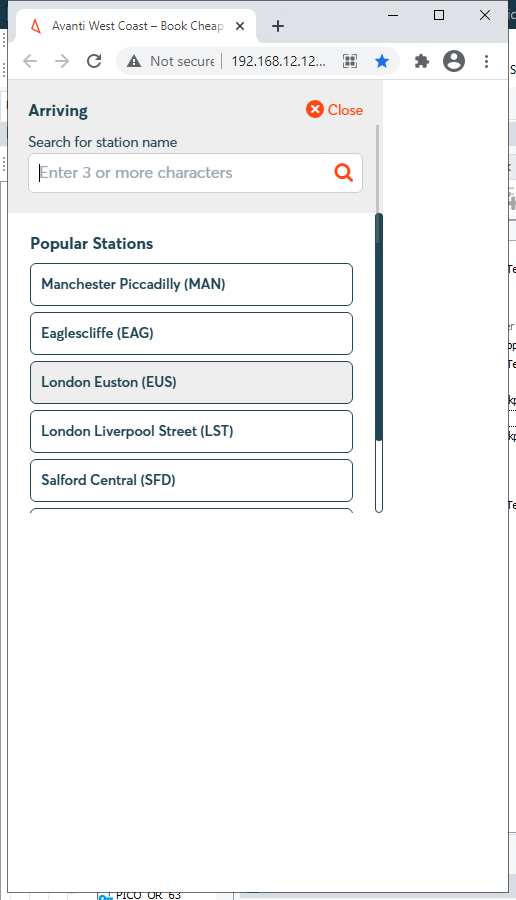 Avanti West Coast – Book Cheap
Not secure
192.168.12.12...
Arriving
Close
Search for station name
Enter 3 or more characters
Popular Stations
Manchester Piccadilly (MAN)
Eaglescliffe (EAG)
London Euston (EUS)
London Liverpool Street (LST)
Salford Central (SFD)
PICO_OR_63